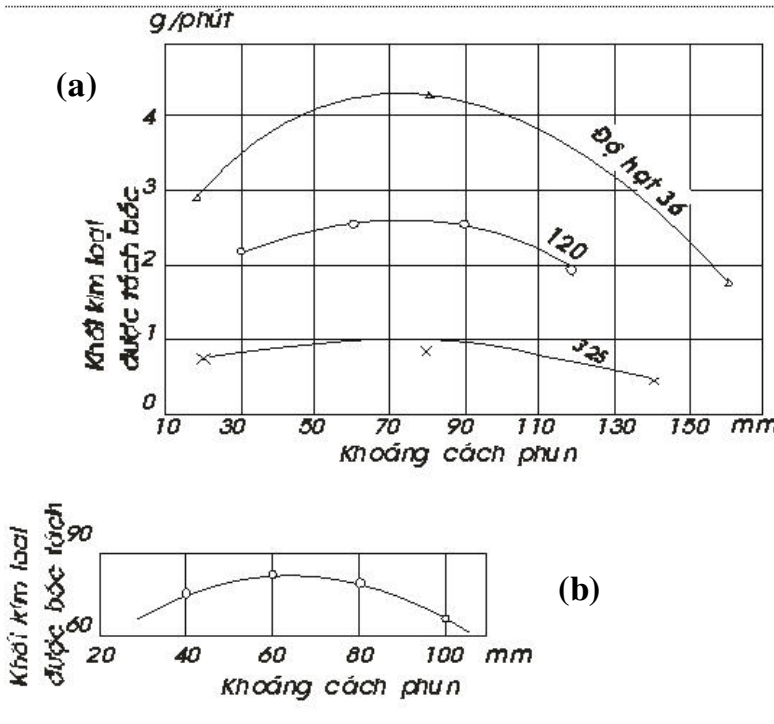 g/phút
(a)
Khối kim loại
được tách bóc
4
3
2
1
0
Độ hạt 36
120
325
10 30 50 70 90 110 130 150 mm
Khoảng cách phun
Khối kim loại
được bóc tách
90
60
(b)
20 40 60 80 100 mm
Khoảng cách phun